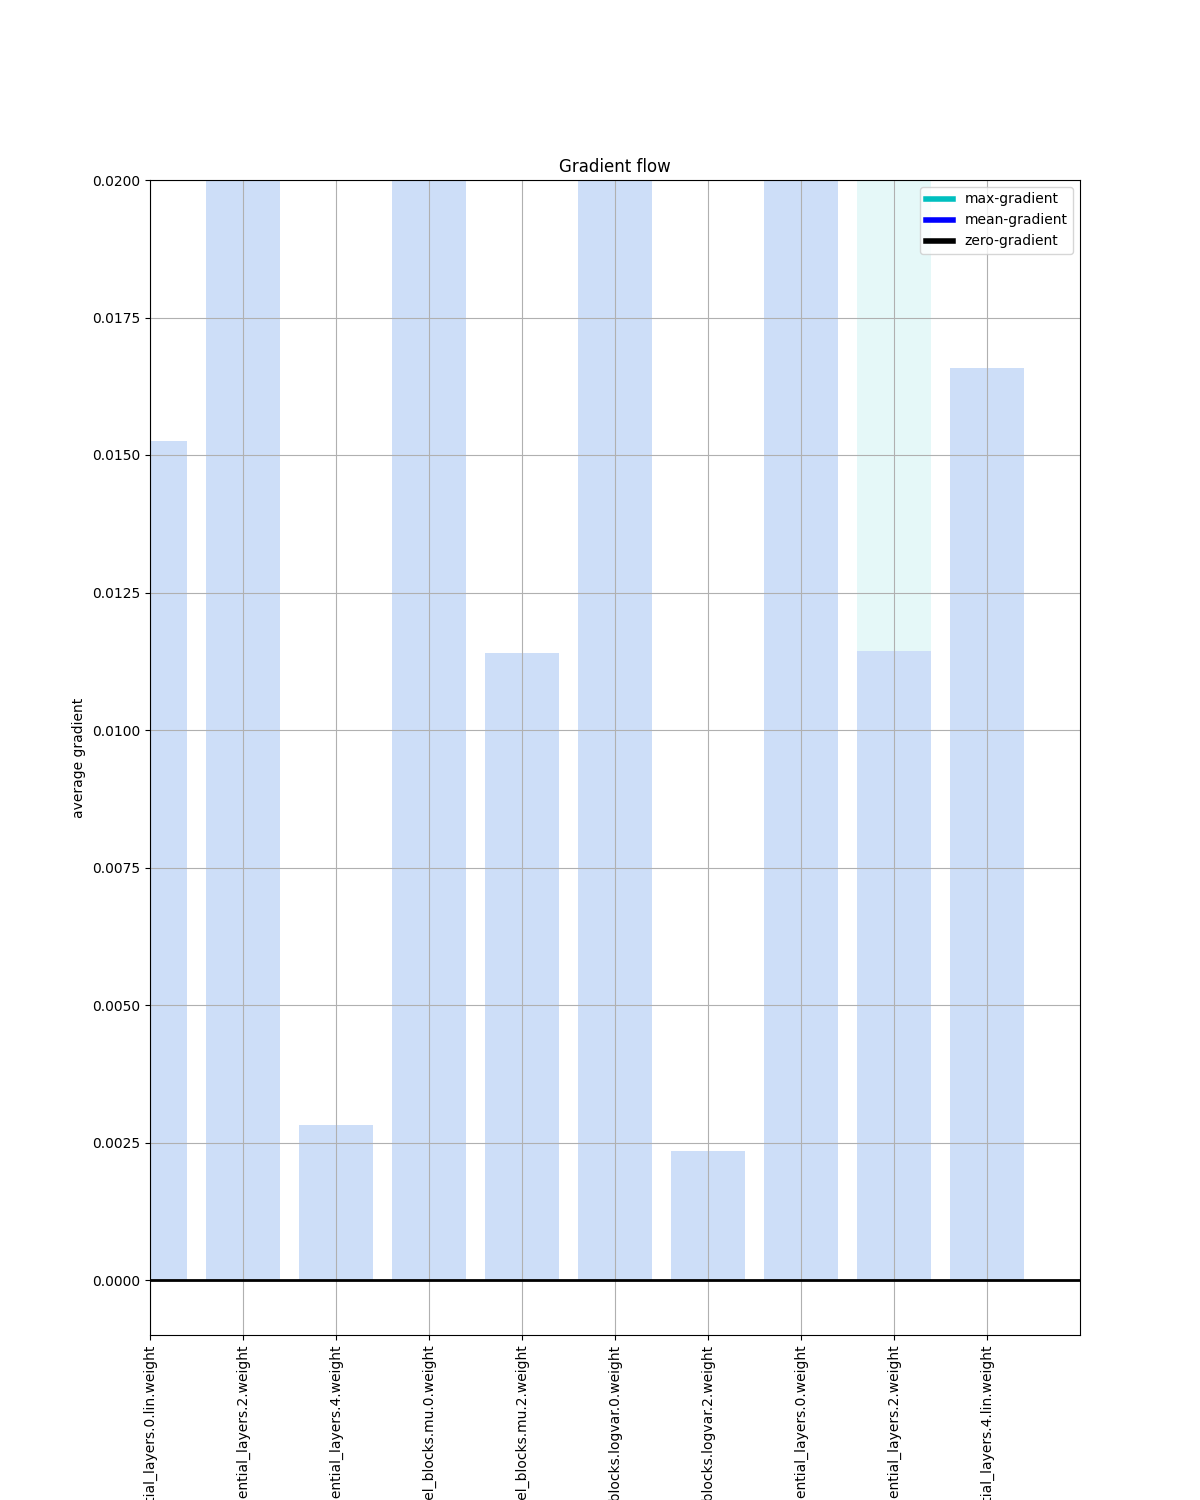 Gradient flow
max-gradient
mean-gradient
zero-gradient
0.0200
0.0175
0.0150
0.0125
0.0100
0.0075
0.0050
0.0025
0.0000
average gradient
tial_layers.0.lin.weight
ential_layers.2.weight
ential_layers.4.weight
el_blocks.mu.0.weight
el_blocks.mu.2.weight
blocks.logvar.0.weight
blocks.logvar.2.weight
ential_layers.0.weight
ential_layers.2.weight
tial_layers.4.lin.weight